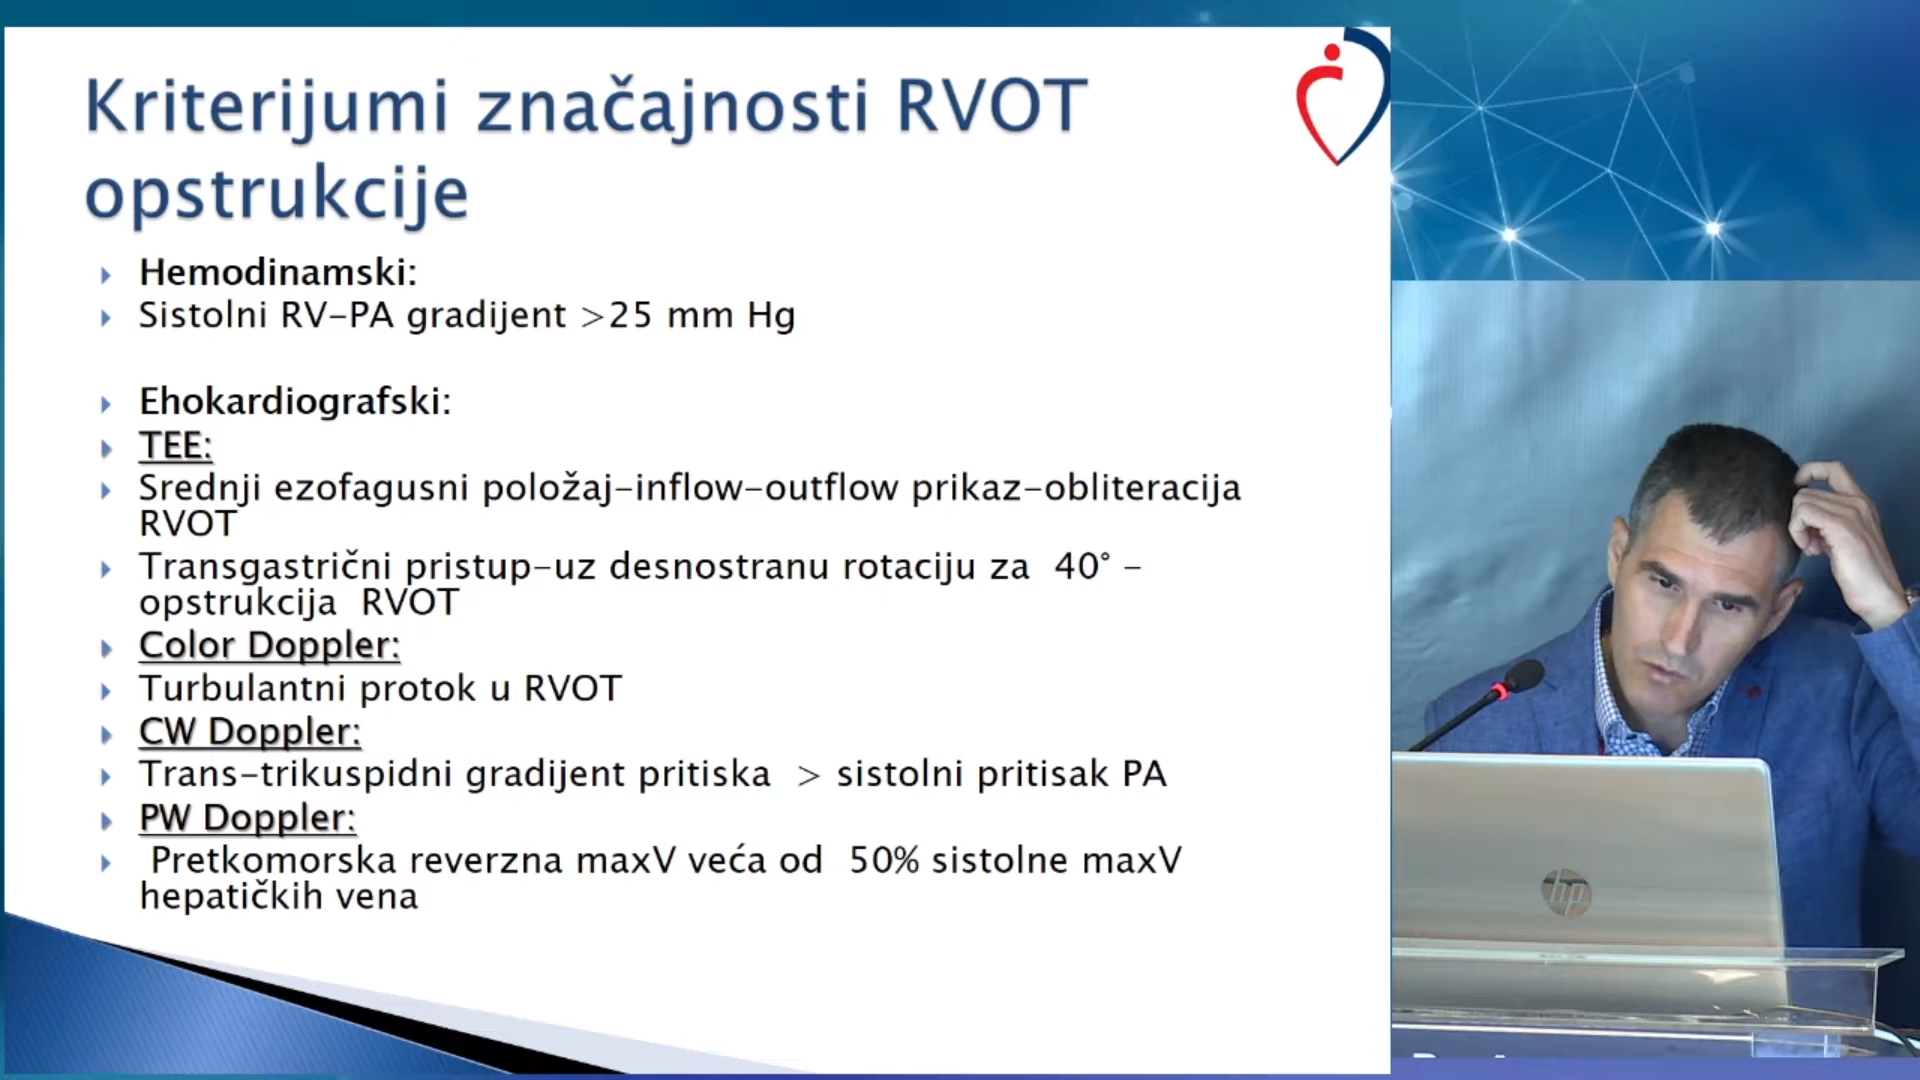 Kriterijumi značajnosti RVOT
opstrukcije
Hemodinamski:
Sistolni RV-PA gradijent >25 mm Hg
Ehokardiografski:
TEE:
Srednji ezofagusni položaj-inflow-outflow prikaz-obliteracija
RVOT
Transgastrični pristup-uz desnostranu rotaciju za 40° -
opstrukcija RVOT
Color Doppler:
Turbulantni protok u RVOT
CW Doppler:
Trans-trikuspidni gradijent pritiska > sistolni pritisak PA
PW Doppler:
Pretkomorska reverzna maxV veća od 50% sistolne maxV
hepatičkih vena
hp